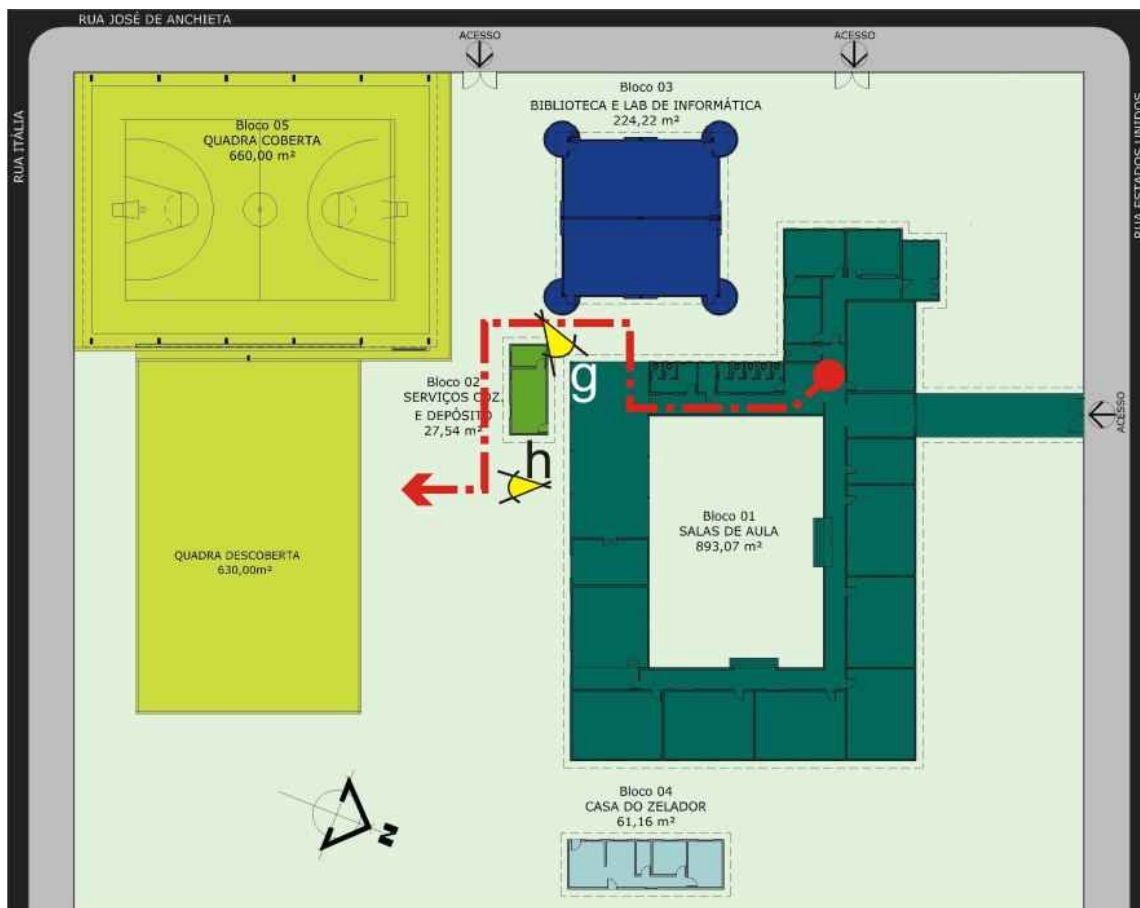 RUA JOSÉ DE ANCHIETA
ACESSO
ACESSO
RUA ITÁLIA
RUA ESTADOS UNIDOS
Bloco 03
BIBLIOTECA E LAB DE INFORMÁTICA
224,22 m²
Bloco 05
QUADRA COBERTA
660,00 m²
g
Bloco 02
SERVIÇOS COZ.
E DEPÓSITO
27,54 m²
ACESSO
h
Bloco 01
SALAS DE AULA
893,07 m²
QUADRA DESCOBERTA
630,00m²
N
Bloco 04
CASA DO ZELADOR
61,16 m²